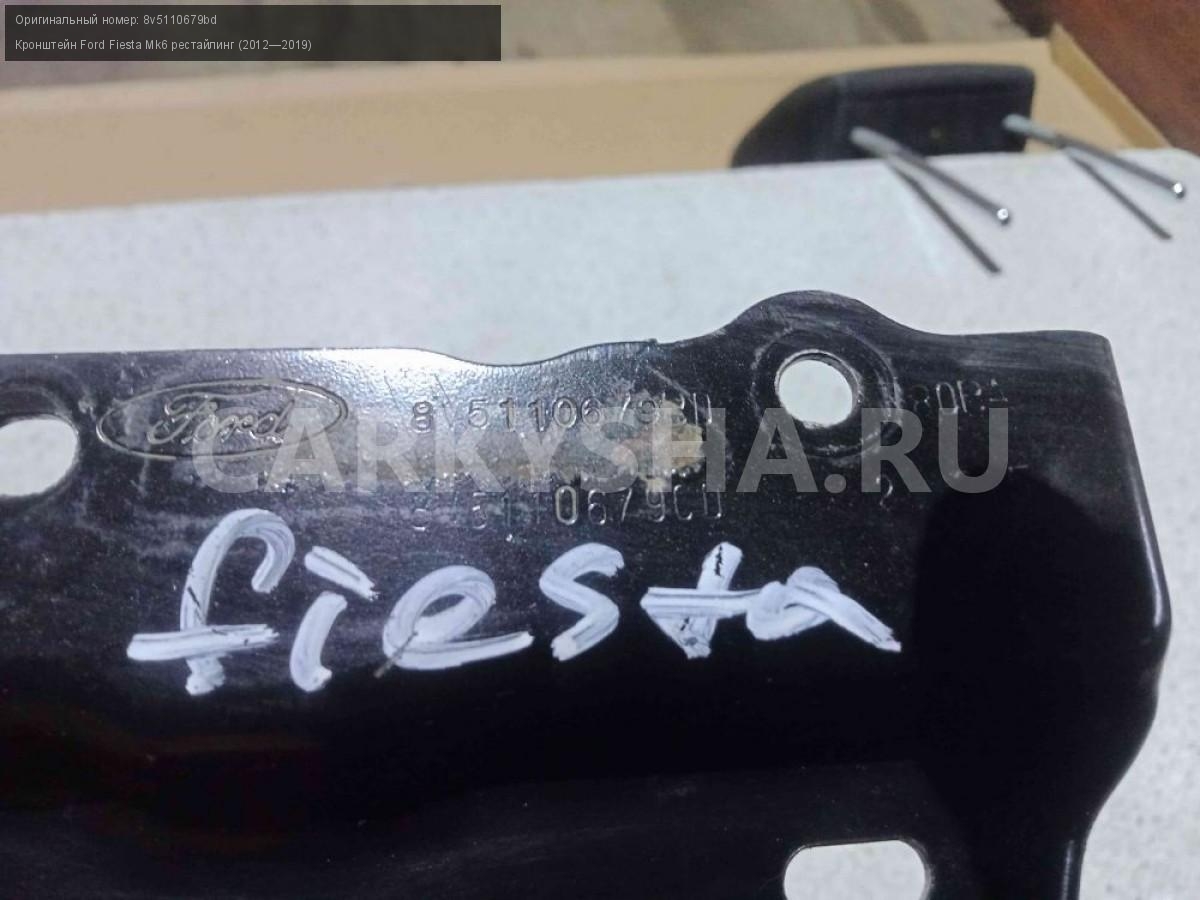 Оригинальный номер: 8v5110679bd
Кронштейн Ford Fiesta Mk6 рестайлинг (2012—2019)
Ford
CARKYSHA.RU
fiesta